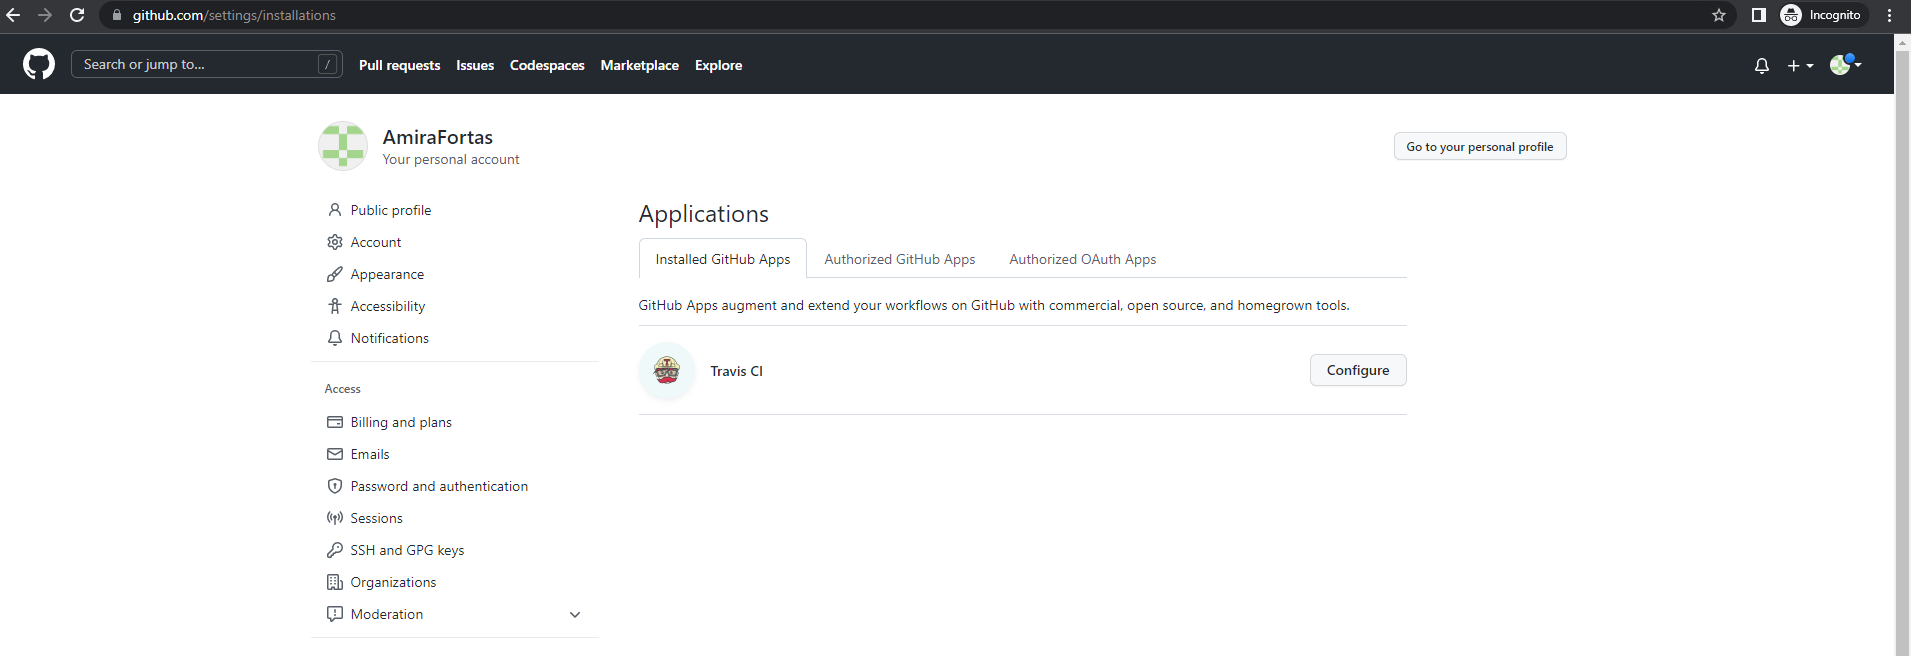 github.com/settings/installations
Incognito
Search or jump to... /
Pull requests Issues Codespaces Marketplace Explore
AmiraFortas
Your personal account
Go to your personal profile
Public profile
Account
Appearance
Accessibility
Notifications
Access
Billing and plans
Emails
Password and authentication
Sessions
SSH and GPG keys
Organizations
Moderation
Applications
Installed GitHub Apps Authorized GitHub Apps Authorized OAuth Apps
GitHub Apps augment and extend your workflows on GitHub with commercial, open source, and homegrown tools.
Travis CI
Configure